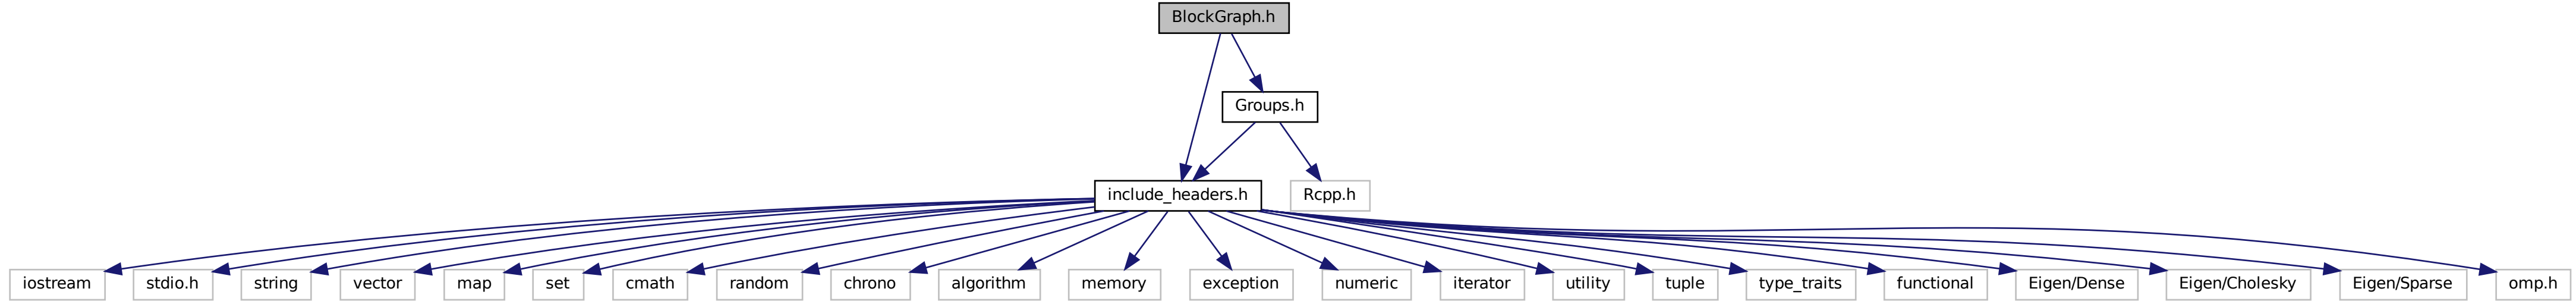 BlockGraph.h
Groups.h
include_headers.h
Rcpp.h
iostream
stdio.h
string
vector
map
set
cmath
random
chrono
algorithm
memory
exception
numeric
iterator
utility
tuple
type_traits
functional
Eigen/Dense
Eigen/Cholesky
Eigen/Sparse
omp.h